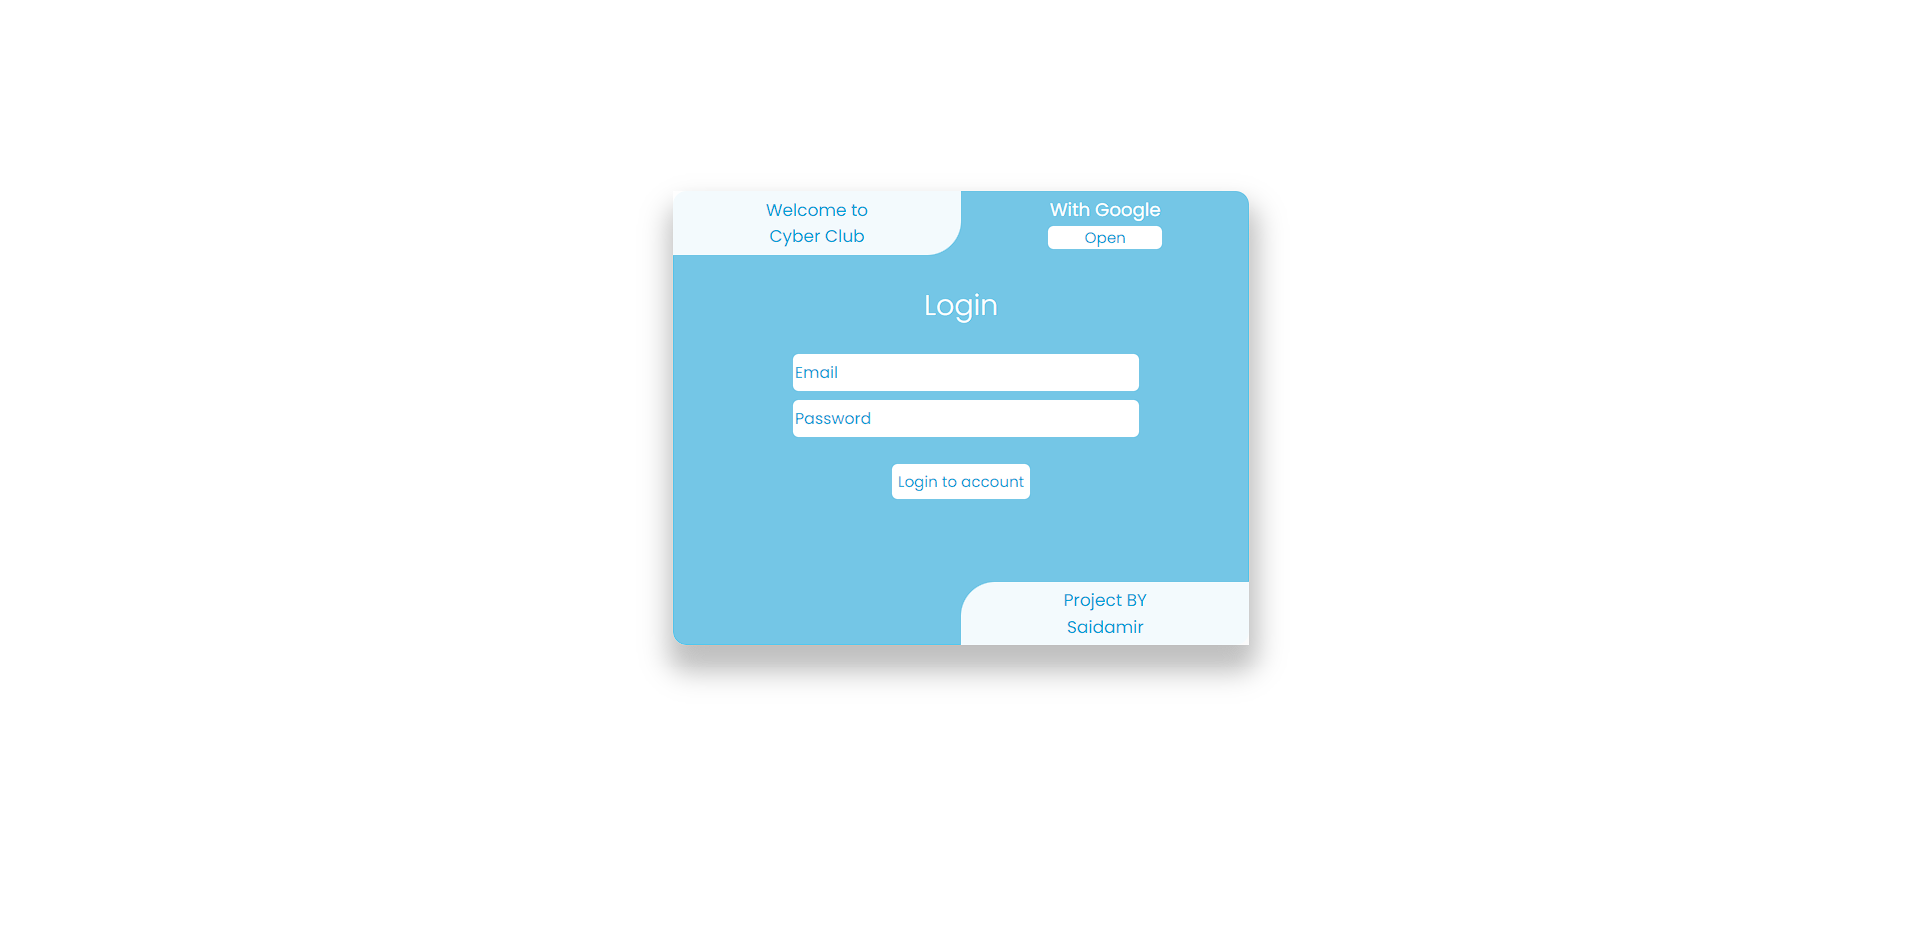 Welcome to
Cyber Club
With Google
Open
Login
Email
Password
Login to account
Project BY
Saidamir